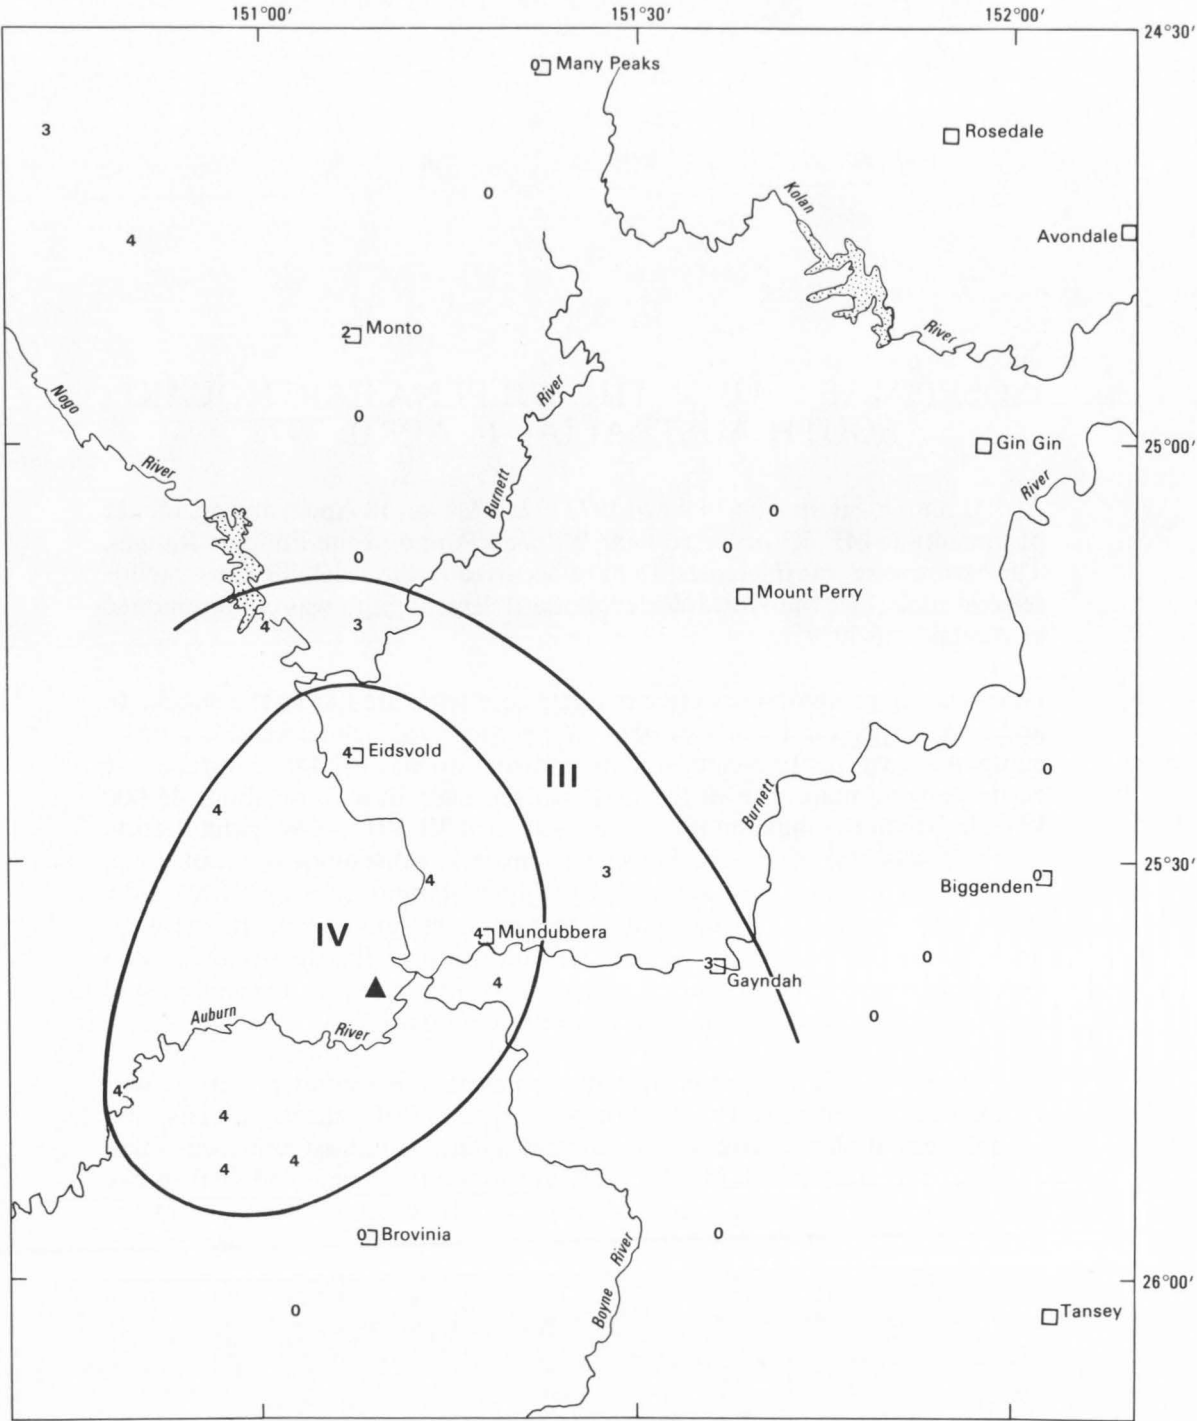 151°00' 151°30' 152°00'
24°30'
0 Many Peaks
3
Rosedale
0
Kolan
4
Avondale
2 Monto
River
Nogo
River
0
Gin Gin
25°00'
River
Burnett
River
0
0
0
Mount Perry
4
3
4 Eidsvold
III
0
4
Burnett
25°30'
3
4
0
Biggenden
IV
4 Mundubbera
0
3
Gayndah
4
Auburn
River
0
4
4
4
4
0 Brovinia
0
River
26°00'
0
Boyne
Tansey